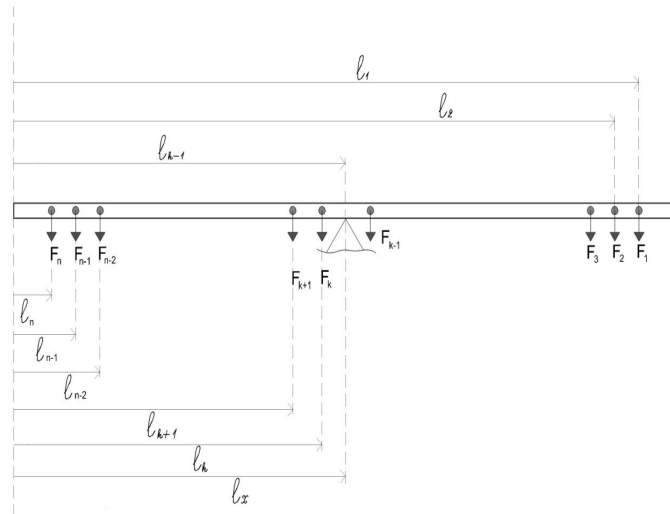 l₁
l₂
lₖ₋₁
Fₙ Fₙ₋₁ Fₙ₋₂ Fₖ₊₁ Fₖ Fₖ₋₁ F₃ F₂ F₁
lₙ
lₙ₋₁
lₙ₋₂
lₖ₊₁
lₖ
lₓ